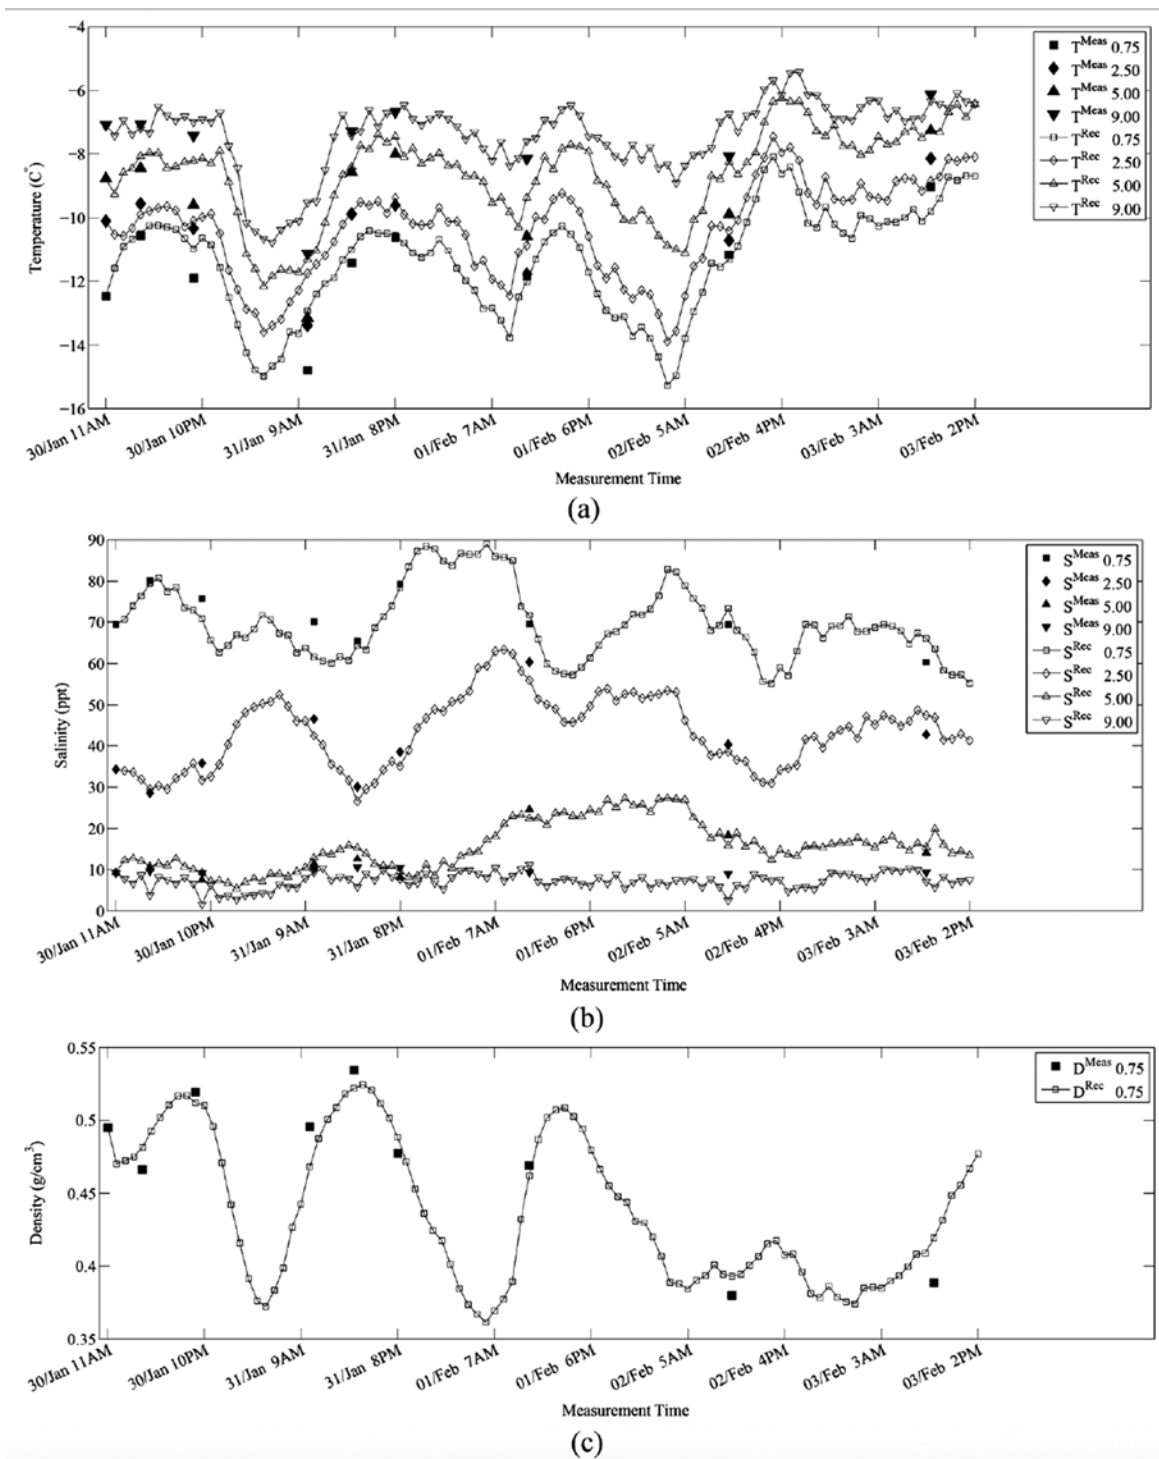 −4
−6
−8
−10
−12
−14
−16
Temperature (C°)
30/Jan 11AM
30/Jan 10PM
31/Jan 9AM
31/Jan 8PM
01/Feb 7AM
01/Feb 6PM
02/Feb 5AM
02/Feb 4PM
03/Feb 3AM
03/Feb 2PM
Measurement Time
T^Meas 0.75
T^Meas 2.50
T^Meas 5.00
T^Meas 9.00
T^Rec 0.75
T^Rec 2.50
T^Rec 5.00
T^Rec 9.00
(a)
90
80
70
60
50
40
30
20
10
0
Salinity (ppt)
30/Jan 11AM
30/Jan 10PM
31/Jan 9AM
31/Jan 8PM
01/Feb 7AM
01/Feb 6PM
02/Feb 5AM
02/Feb 4PM
03/Feb 3AM
03/Feb 2PM
Measurement Time
S^Meas 0.75
S^Meas 2.50
S^Meas 5.00
S^Meas 9.00
S^Rec 0.75
S^Rec 2.50
S^Rec 5.00
S^Rec 9.00
(b)
0.55
0.5
0.45
0.4
0.35
Density (g/cm³)
30/Jan 11AM
30/Jan 10PM
31/Jan 9AM
31/Jan 8PM
01/Feb 7AM
01/Feb 6PM
02/Feb 5AM
02/Feb 4PM
03/Feb 3AM
03/Feb 2PM
Measurement Time
D^Meas 0.75
D^Rec 0.75
(c)